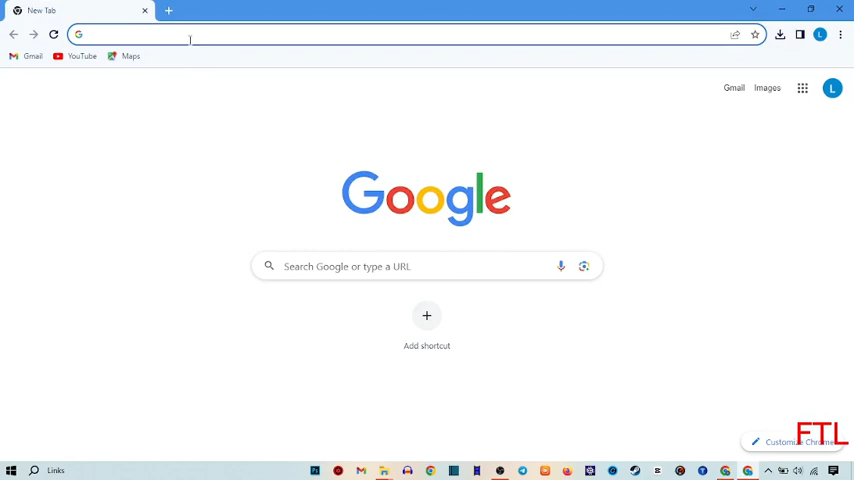 New Tab
L
Gmail YouTube Maps
Gmail Images L
Google
Search Google or type a URL
Add shortcut
Customize Chrome
FTL
Links